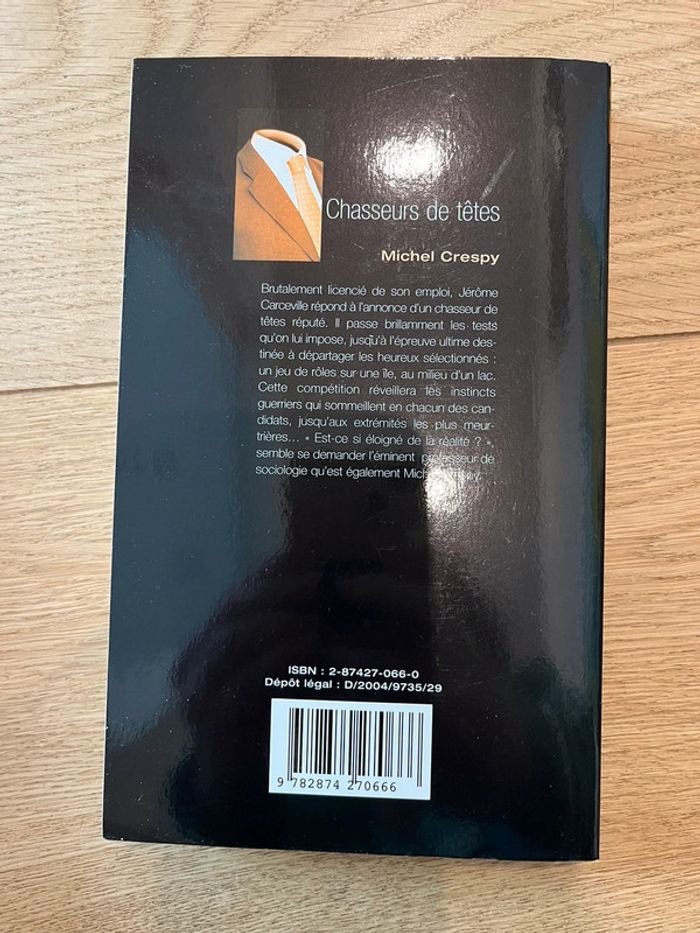 Chasseurs de têtes
Michel Crespy
Brutalement licencié de son emploi, Jérôme
Carceville répond à l'annonce d'un chasseur de
têtes réputé. Il passe brillamment les tests
qu'on lui impose, jusqu'à l'épreuve ultime des-
tinée à départager les heureux sélectionnés :
un jeu de rôles sur une île, au milieu d'un lac.
Cette compétition réveillera les instincts
guerriers qui sommeillent en chacun des can-
didats, jusqu'aux extrémités les plus meur-
trières... « Est-ce si éloigné de la réalité ? »,
semble se demander l'éminent professeur de
sociologie qu'est également Michel
ISBN : 2-87427-066-0
Dépôt légal : D/2004/9735/29
9 782874 270666